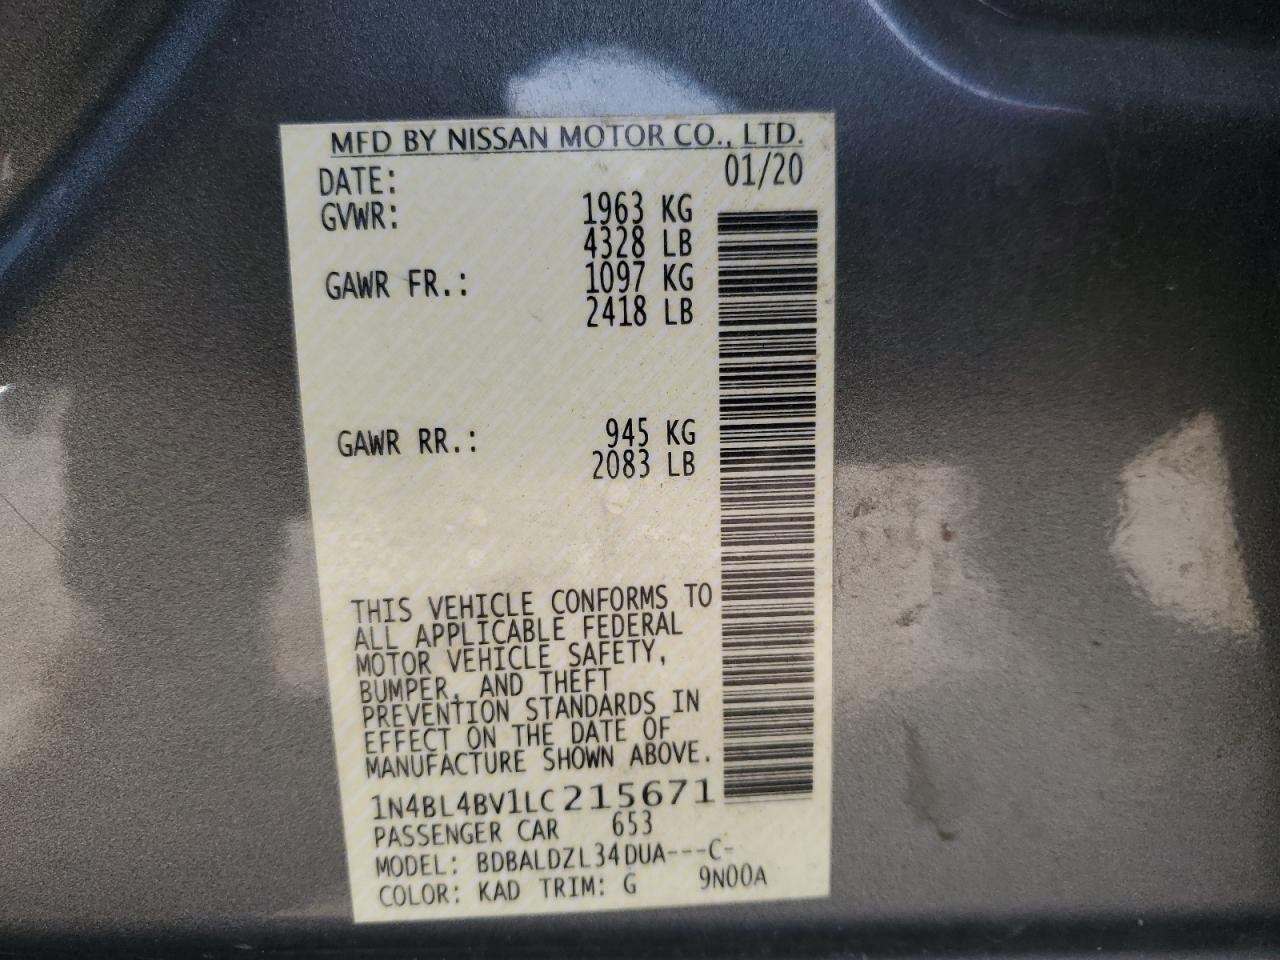 MFD BY NISSAN MOTOR CO., LTD.
DATE: 01/20
GVWR: 1963 KG
4328 LB
GAWR FR.: 1097 KG
2418 LB
GAWR RR.: 945 KG
2083 LB
THIS VEHICLE CONFORMS TO
ALL APPLICABLE FEDERAL
MOTOR VEHICLE SAFETY,
BUMPER, AND THEFT
PREVENTION STANDARDS IN
EFFECT ON THE DATE OF
MANUFACTURE SHOWN ABOVE.
1N4BL4BV1LC215671
PASSENGER CAR 653
MODEL: BDBALDZL34DUA---C-
COLOR: KAD TRIM: G 9N00A